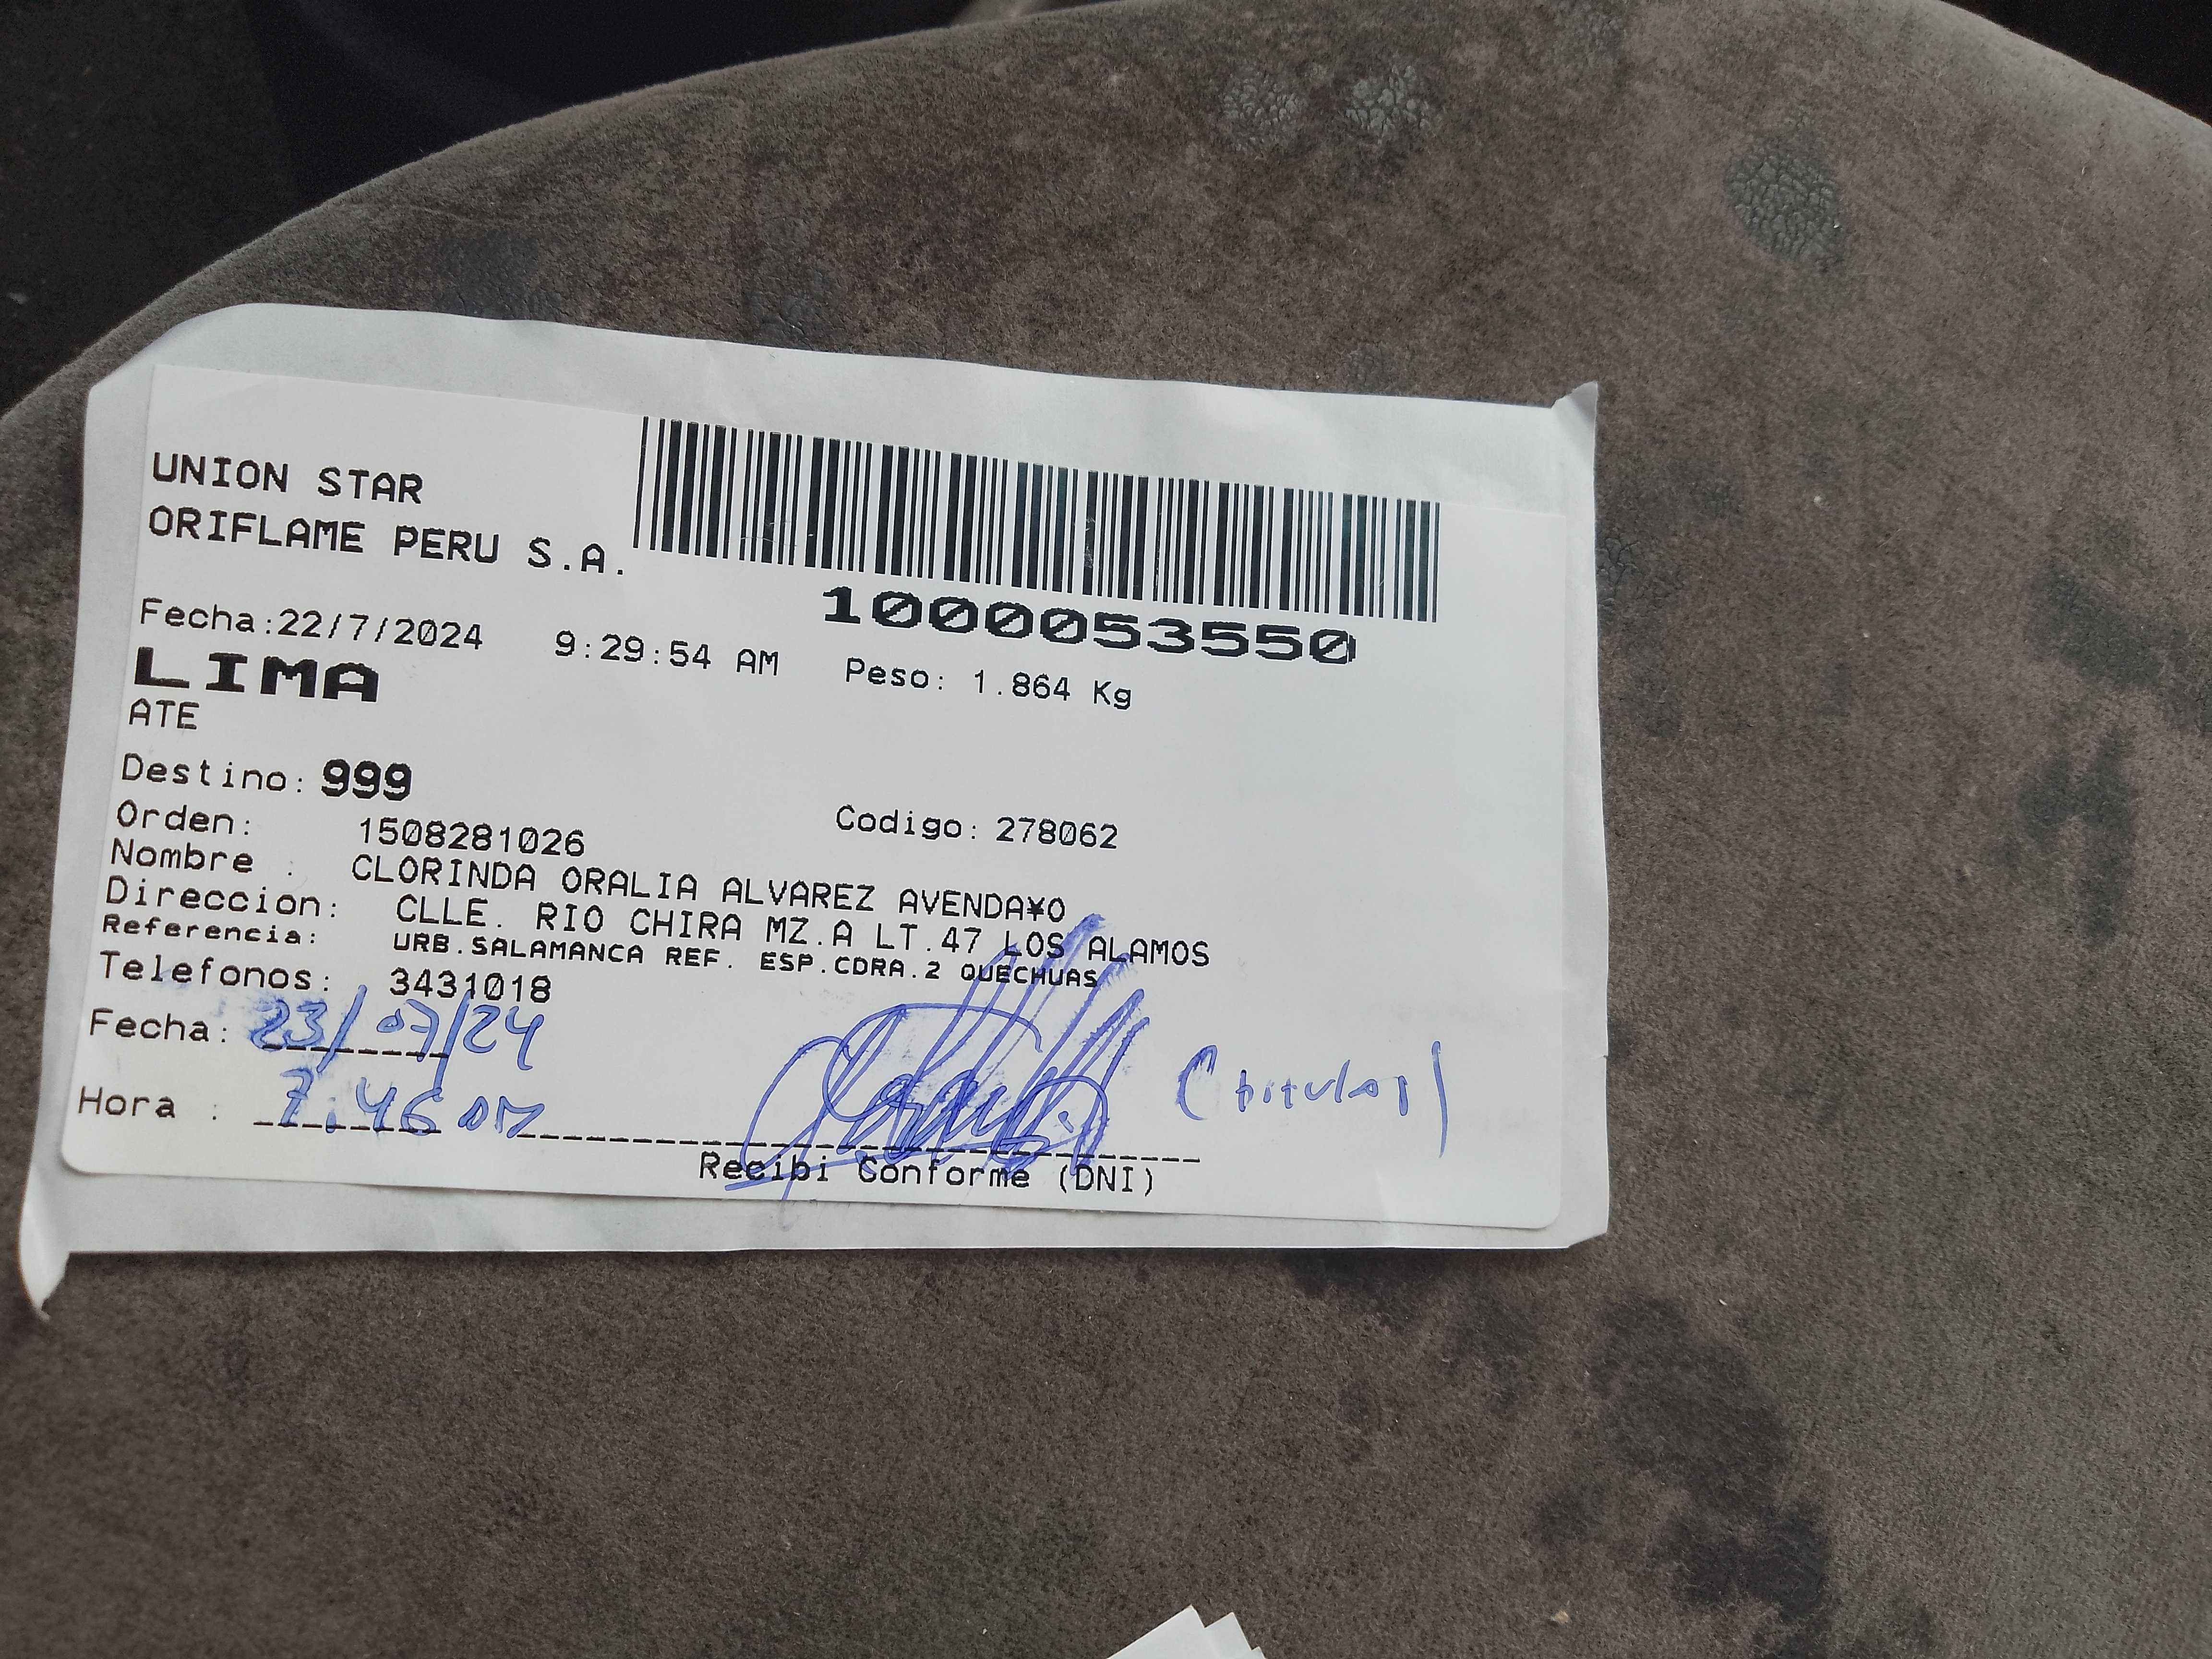 UNION STAR
ORIFLAME PERU S.A.
1000053550
Fecha:22/7/2024 9:29:54 AM Peso: 1.864 Kg
LIMA
ATE
Destino: 999
Orden: 1508281026 Codigo: 278062
Nombre : CLORINDA ORALIA ALVAREZ AVENDA¥O
Direccion: CLLE. RIO CHIRA MZ.A LT.47 LOS ALAMOS
Referencia: URB.SALAMANCA REF. ESP.CDRA.2 QUECHUAS
Telefonos: 3431018
Fecha: 23/07/24
Hora : 7:46 am (titular)
Recibi Conforme (DNI)